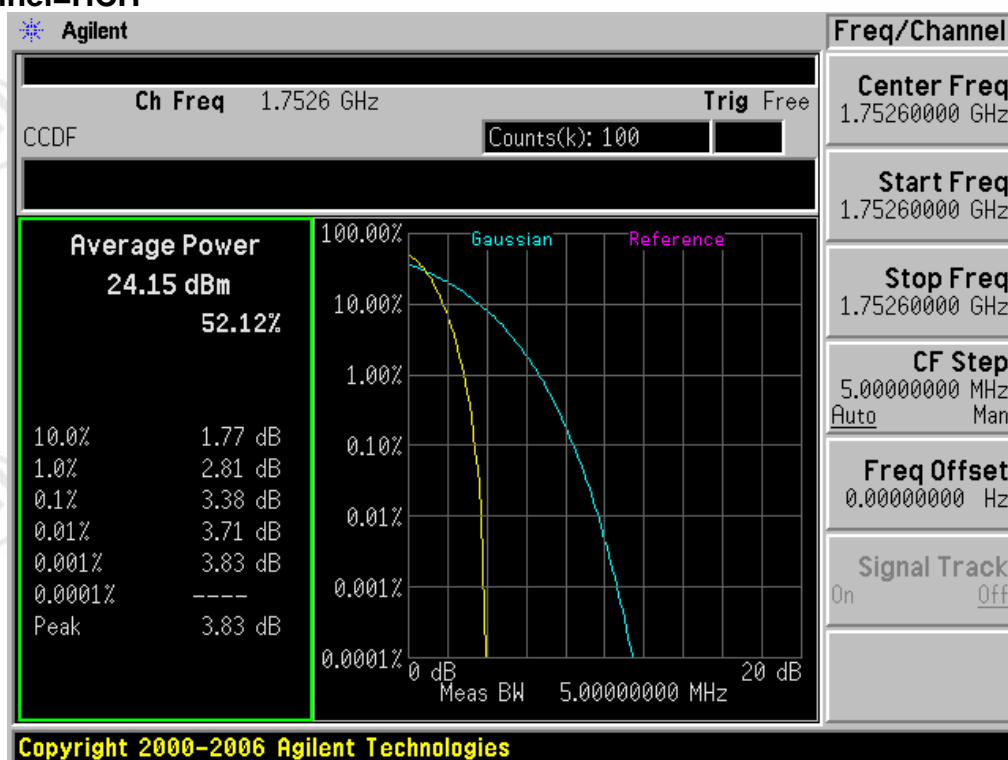 Agilent
Freq/Channel
Ch Freq 1.7526 GHz Trig Free
CCDF Counts(k): 100
Center Freq
1.75260000 GHz
Start Freq
1.75260000 GHz
Stop Freq
1.75260000 GHz
CF Step
5.00000000 MHz
Auto Man
Freq Offset
0.00000000 Hz
Signal Track
On Off
Average Power
24.15 dBm
52.12%
10.0% 1.77 dB
1.0% 2.81 dB
0.1% 3.38 dB
0.01% 3.71 dB
0.001% 3.83 dB
0.0001% ----
Peak 3.83 dB
Gaussian Reference
100.00%
10.00%
1.00%
0.10%
0.01%
0.001%
0.0001%
0 dB 20 dB
Meas BW 5.00000000 MHz
Copyright 2000-2006 Agilent Technologies